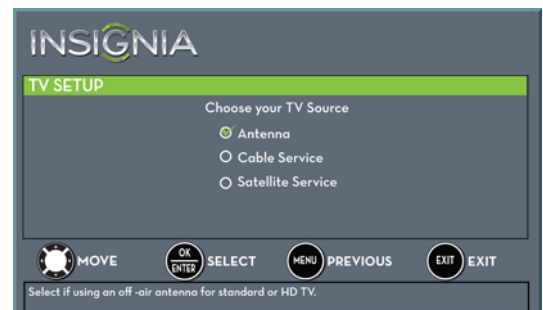 INSIGNIA
TV SETUP
Choose your TV Source
Antenna
Cable Service
Satellite Service
MOVE OK ENTER SELECT MENU PREVIOUS EXIT EXIT
Select if using an off -air antenna for standard or HD TV.